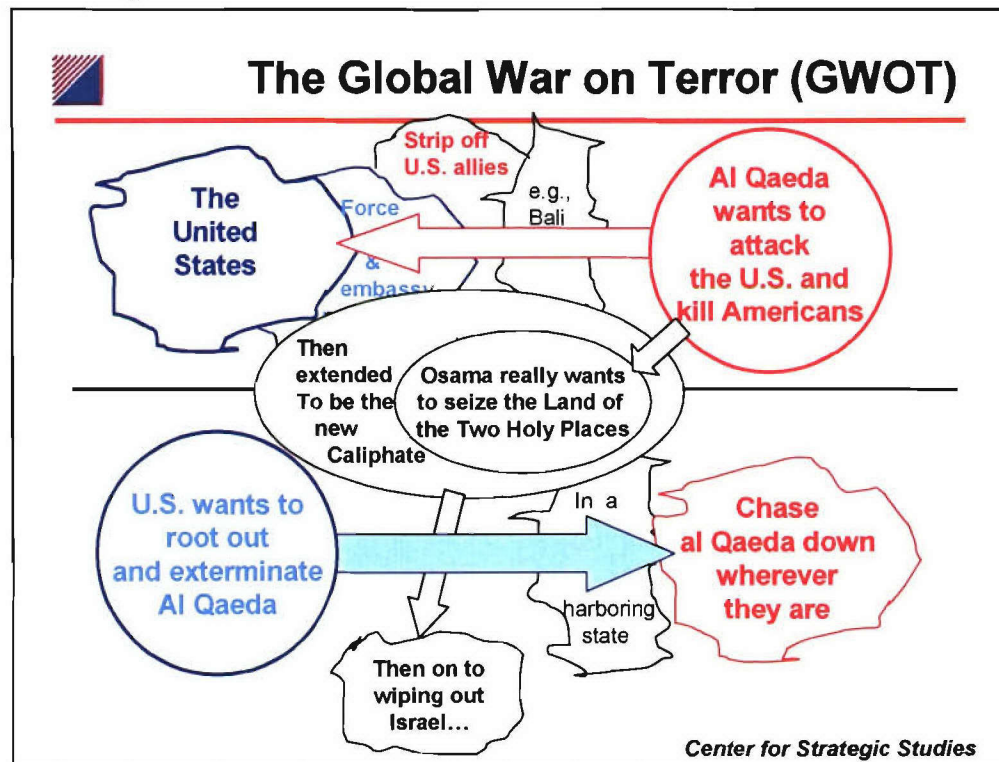 The Global War on Terror (GWOT)
The
United
States
Force
&
embassy
Strip off
U.S. allies
e.g.,
Bali
Al Qaeda
wants to
attack
the U.S. and
kill Americans
Then
extended
To be the
new
Caliphate
Osama really wants
to seize the Land of
the Two Holy Places
U.S. wants to
root out
and exterminate
Al Qaeda
In a
harboring
state
Chase
al Qaeda down
wherever
they are
Then on to
wiping out
Israel...
Center for Strategic Studies